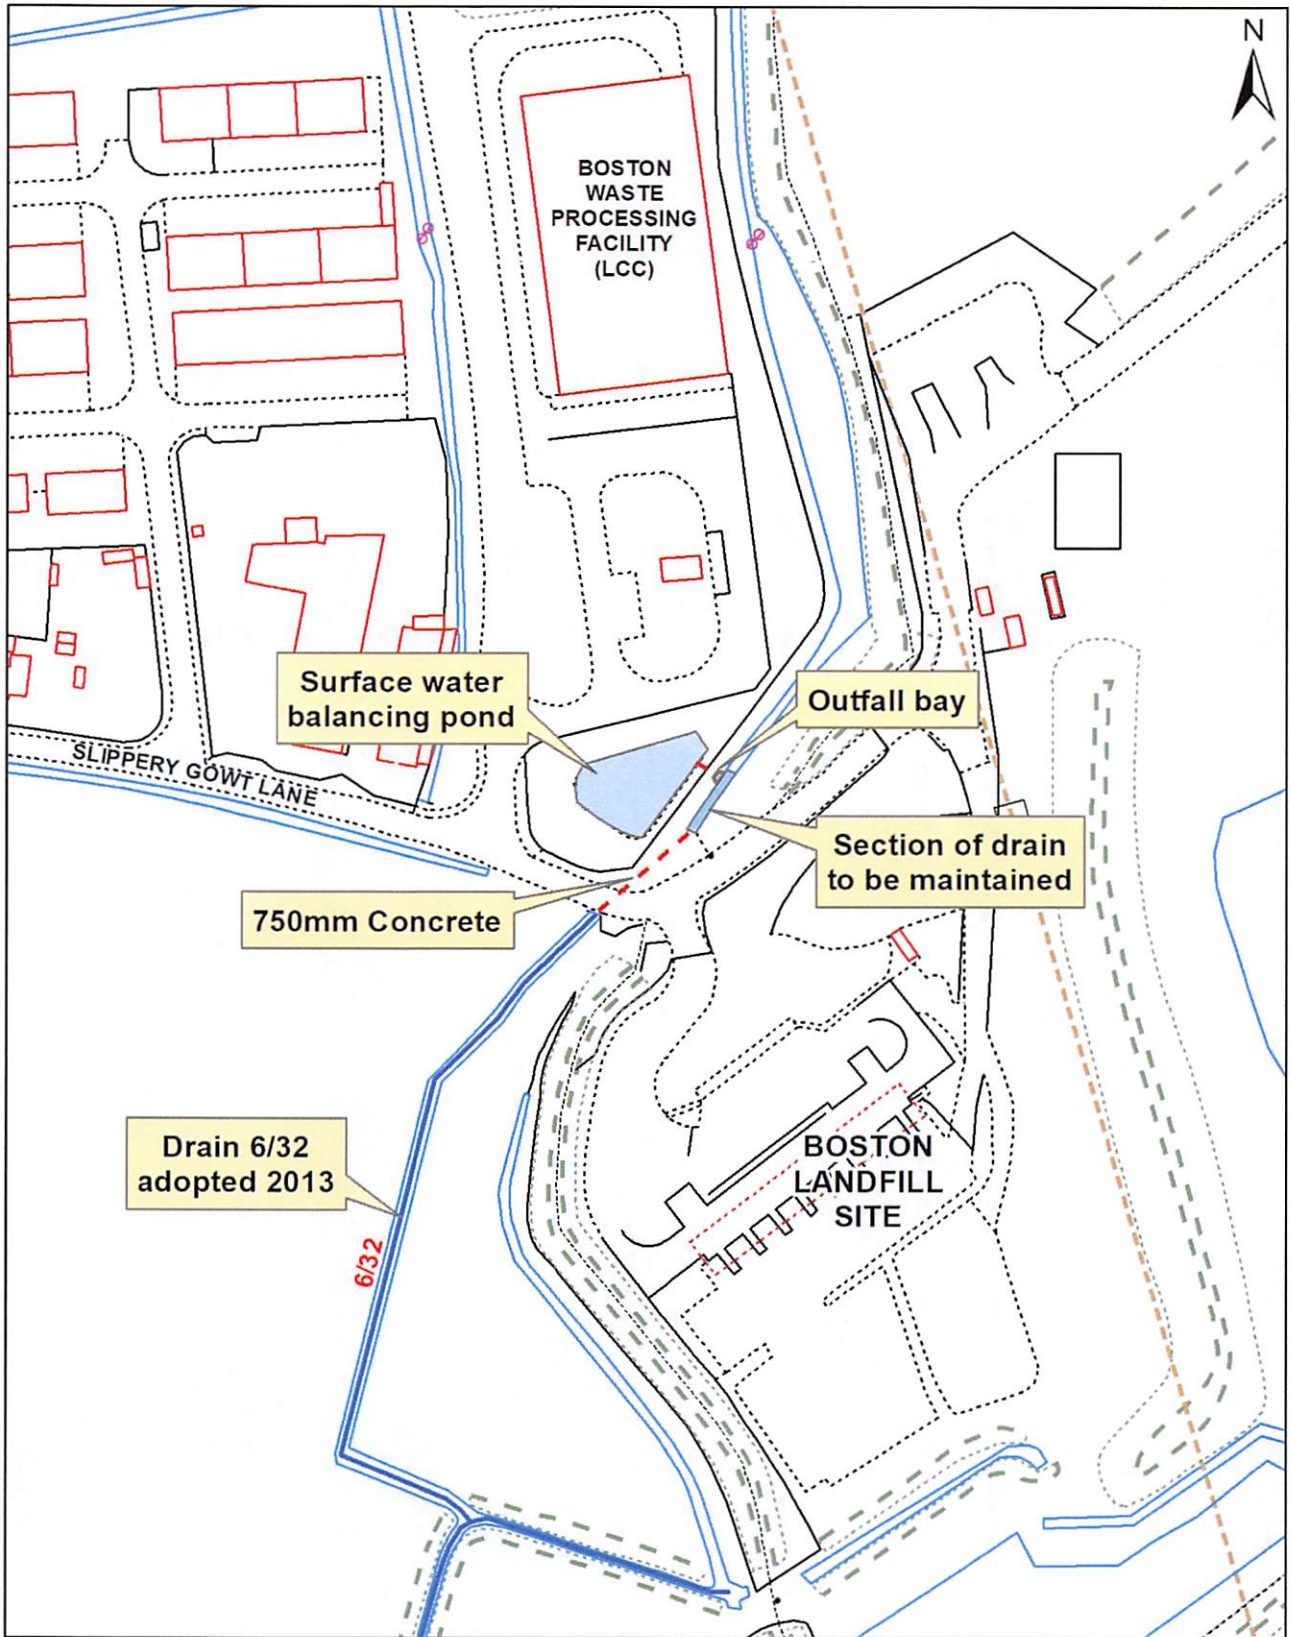 N
BOSTON
WASTE
PROCESSING
FACILITY
(LCC)
Surface water
balancing pond
Outfall bay
SLIPPERY GOWT LANE
Section of drain
to be maintained
750mm Concrete
Drain 6/32
adopted 2013
6/32
BOSTON
LANDFILL
SITE